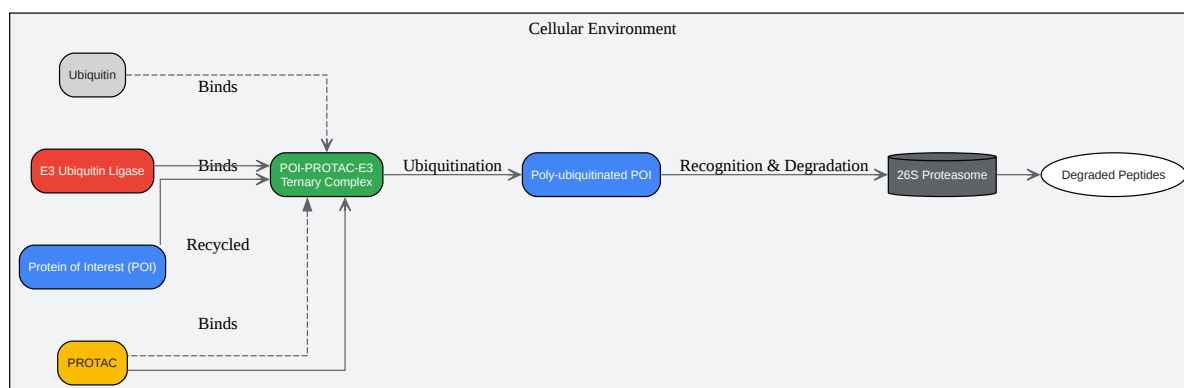 Cellular Environment
Ubiquitin
Binds
E3 Ubiquitin Ligase
Binds
POI-PROTAC-E3
Ternary Complex
Ubiquitination
Poly-ubiquitinated POI
Recognition & Degradation
26S Proteasome
Degraded Peptides
Recycled
Protein of Interest (POI)
Binds
PROTAC